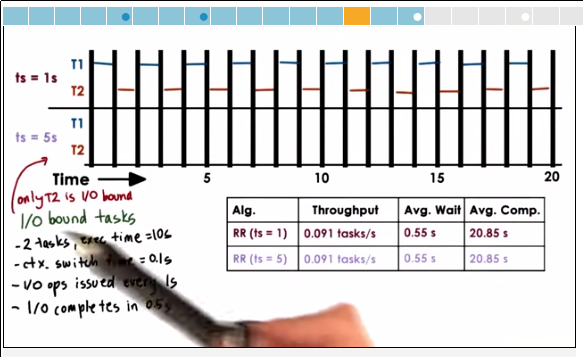 T1
ts = 1s
T2
T1
ts = 5s
T2
Time
5
10
15
20
only T2 is I/O bound
I/O bound tasks
- 2 tasks, exec time = 10s
- ctx. switch time = 0.1s
- I/O ops issued every 1s
- I/O completes in 0.5s
Alg. Throughput Avg. Wait Avg. Comp.
RR (ts = 1) 0.091 tasks/s 0.55 s 20.85 s
RR (ts = 5) 0.091 tasks/s 0.55 s 20.85 s